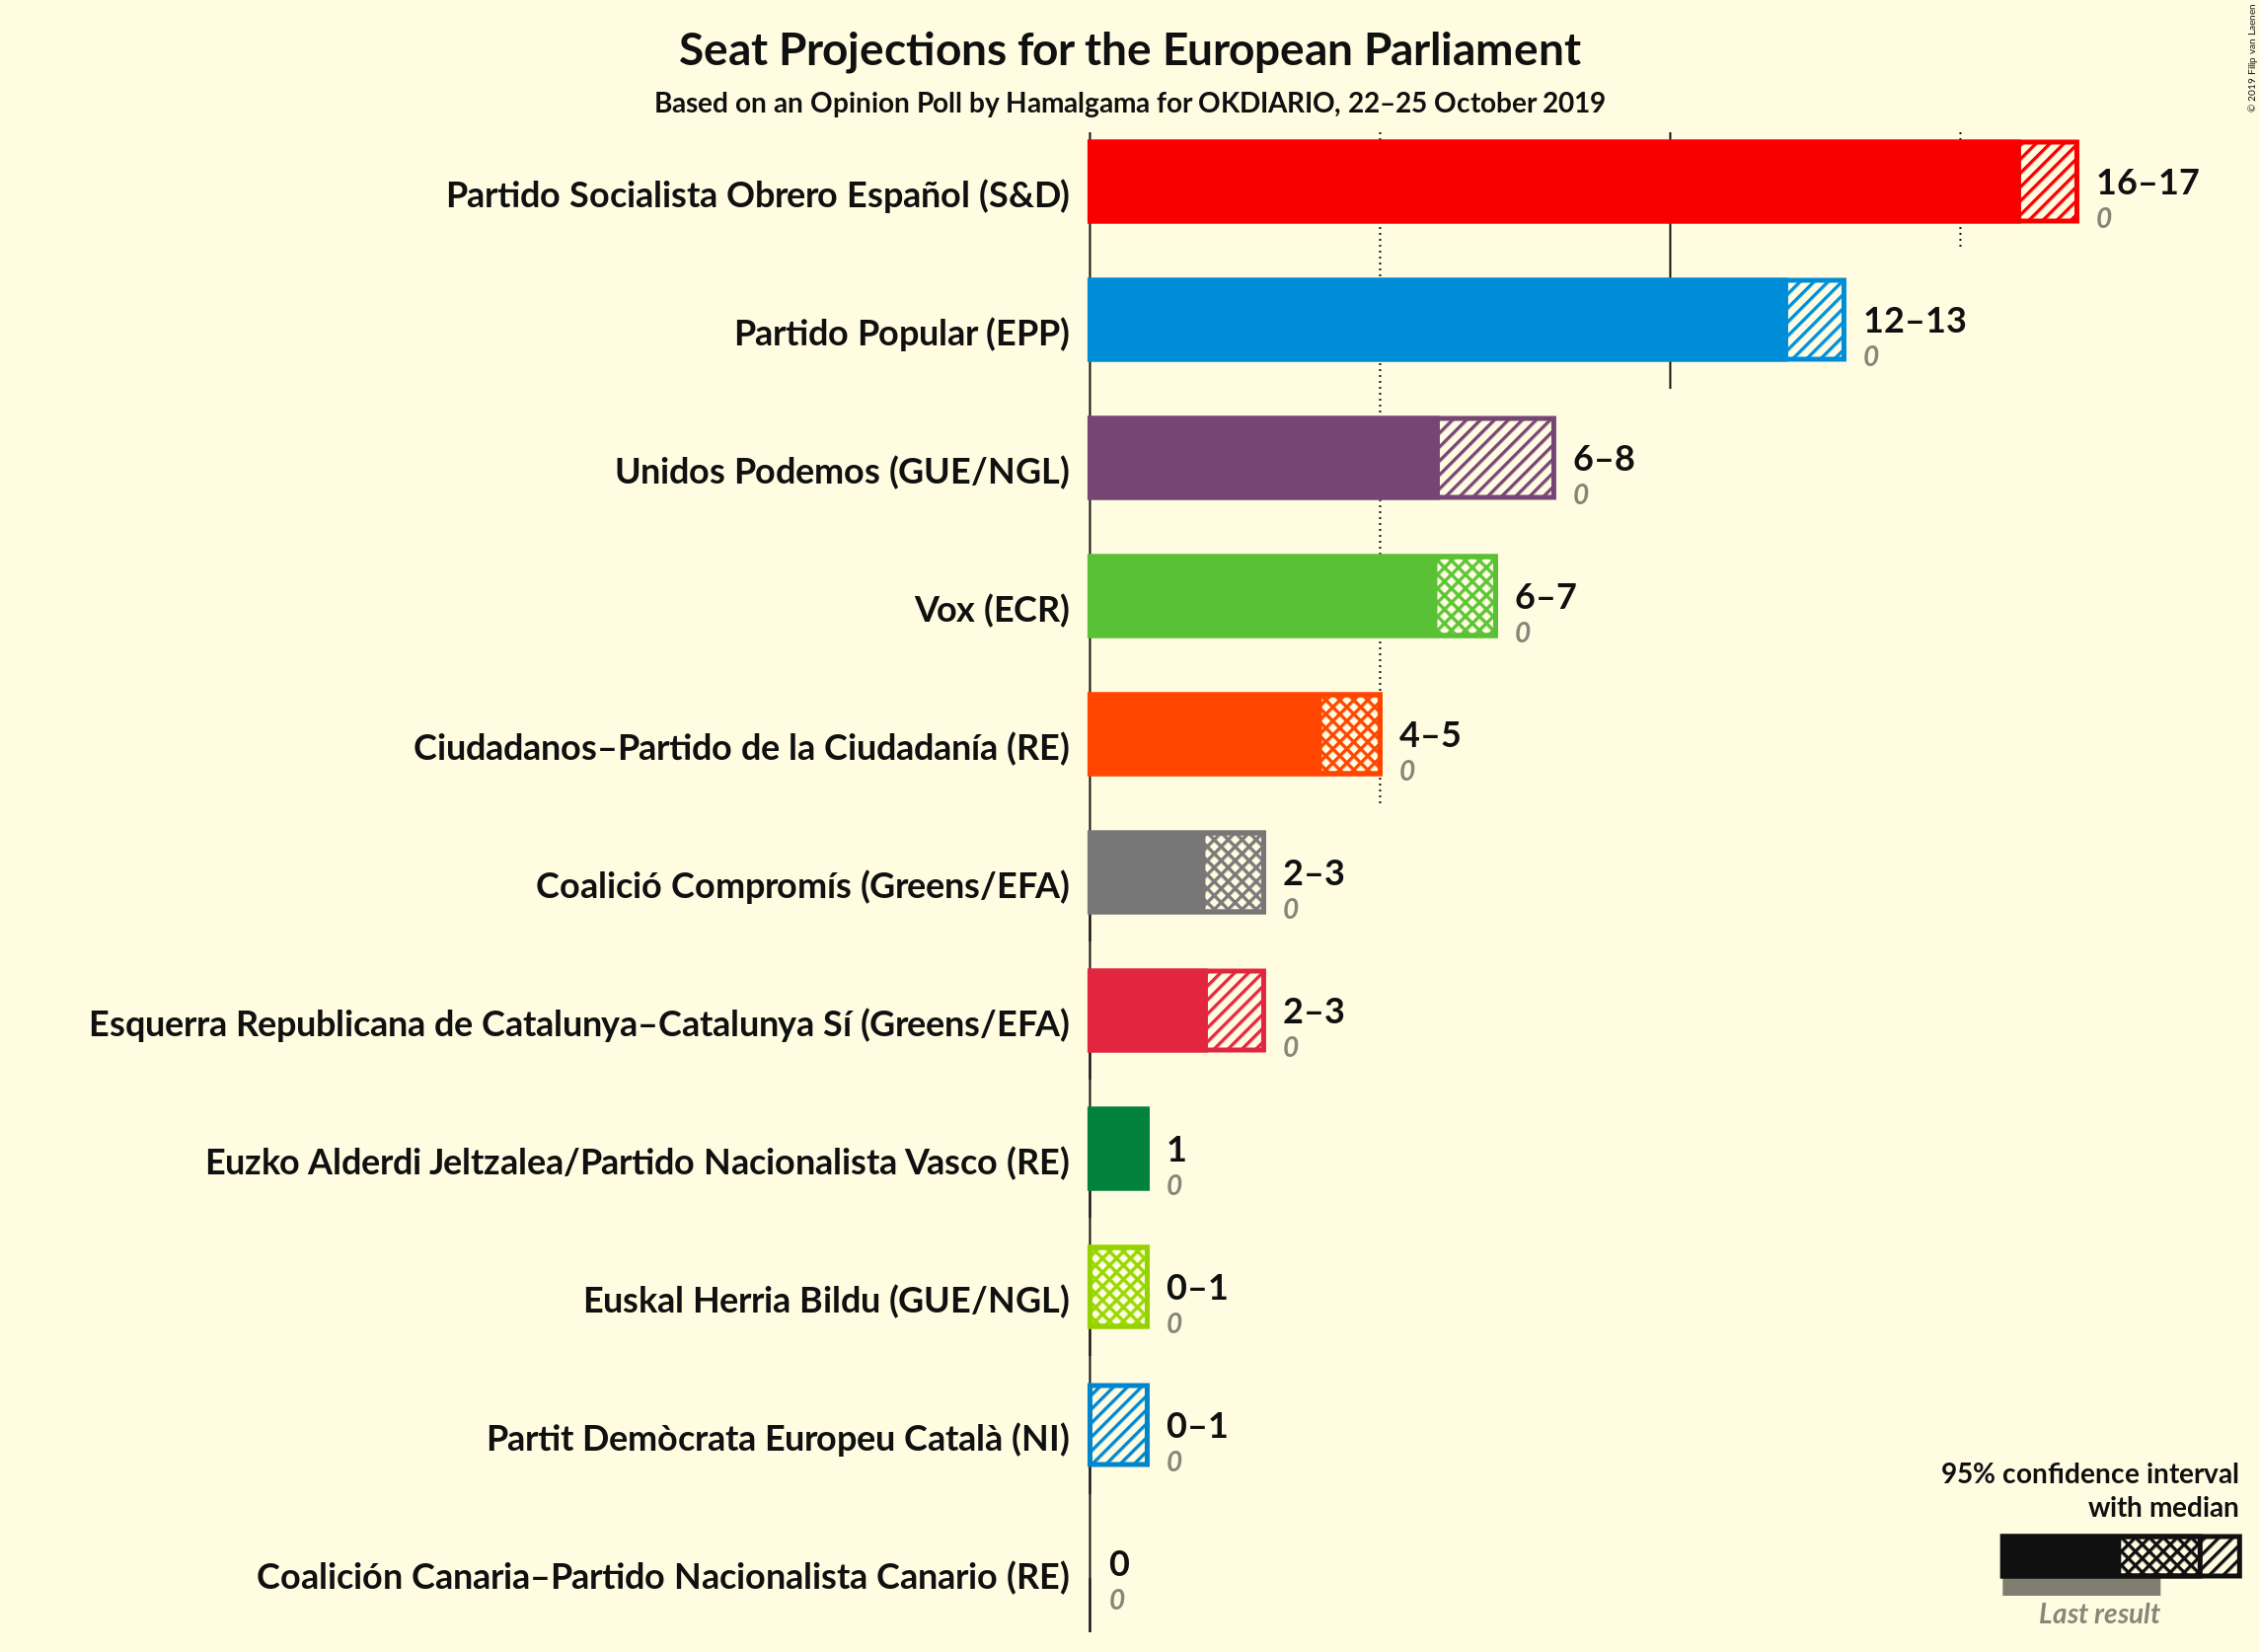 Seat Projections for the European Parliament
Based on an Opinion Poll by Hamalgama for OKDIARIO, 22–25 October 2019
© 2019 Filip van Laenen
Partido Socialista Obrero Español (S&D)
16–17
0
Partido Popular (EPP)
12–13
0
Unidos Podemos (GUE/NGL)
6–8
0
Vox (ECR)
6–7
0
Ciudadanos–Partido de la Ciudadanía (RE)
4–5
0
Coalició Compromís (Greens/EFA)
2–3
0
Esquerra Republicana de Catalunya–Catalunya Sí (Greens/EFA)
2–3
0
Euzko Alderdi Jeltzalea/Partido Nacionalista Vasco (RE)
1
0
Euskal Herria Bildu (GUE/NGL)
0–1
0
Partit Demòcrata Europeu Català (NI)
0–1
0
Coalición Canaria–Partido Nacionalista Canario (RE)
0
0
95% confidence interval
with median
Last result